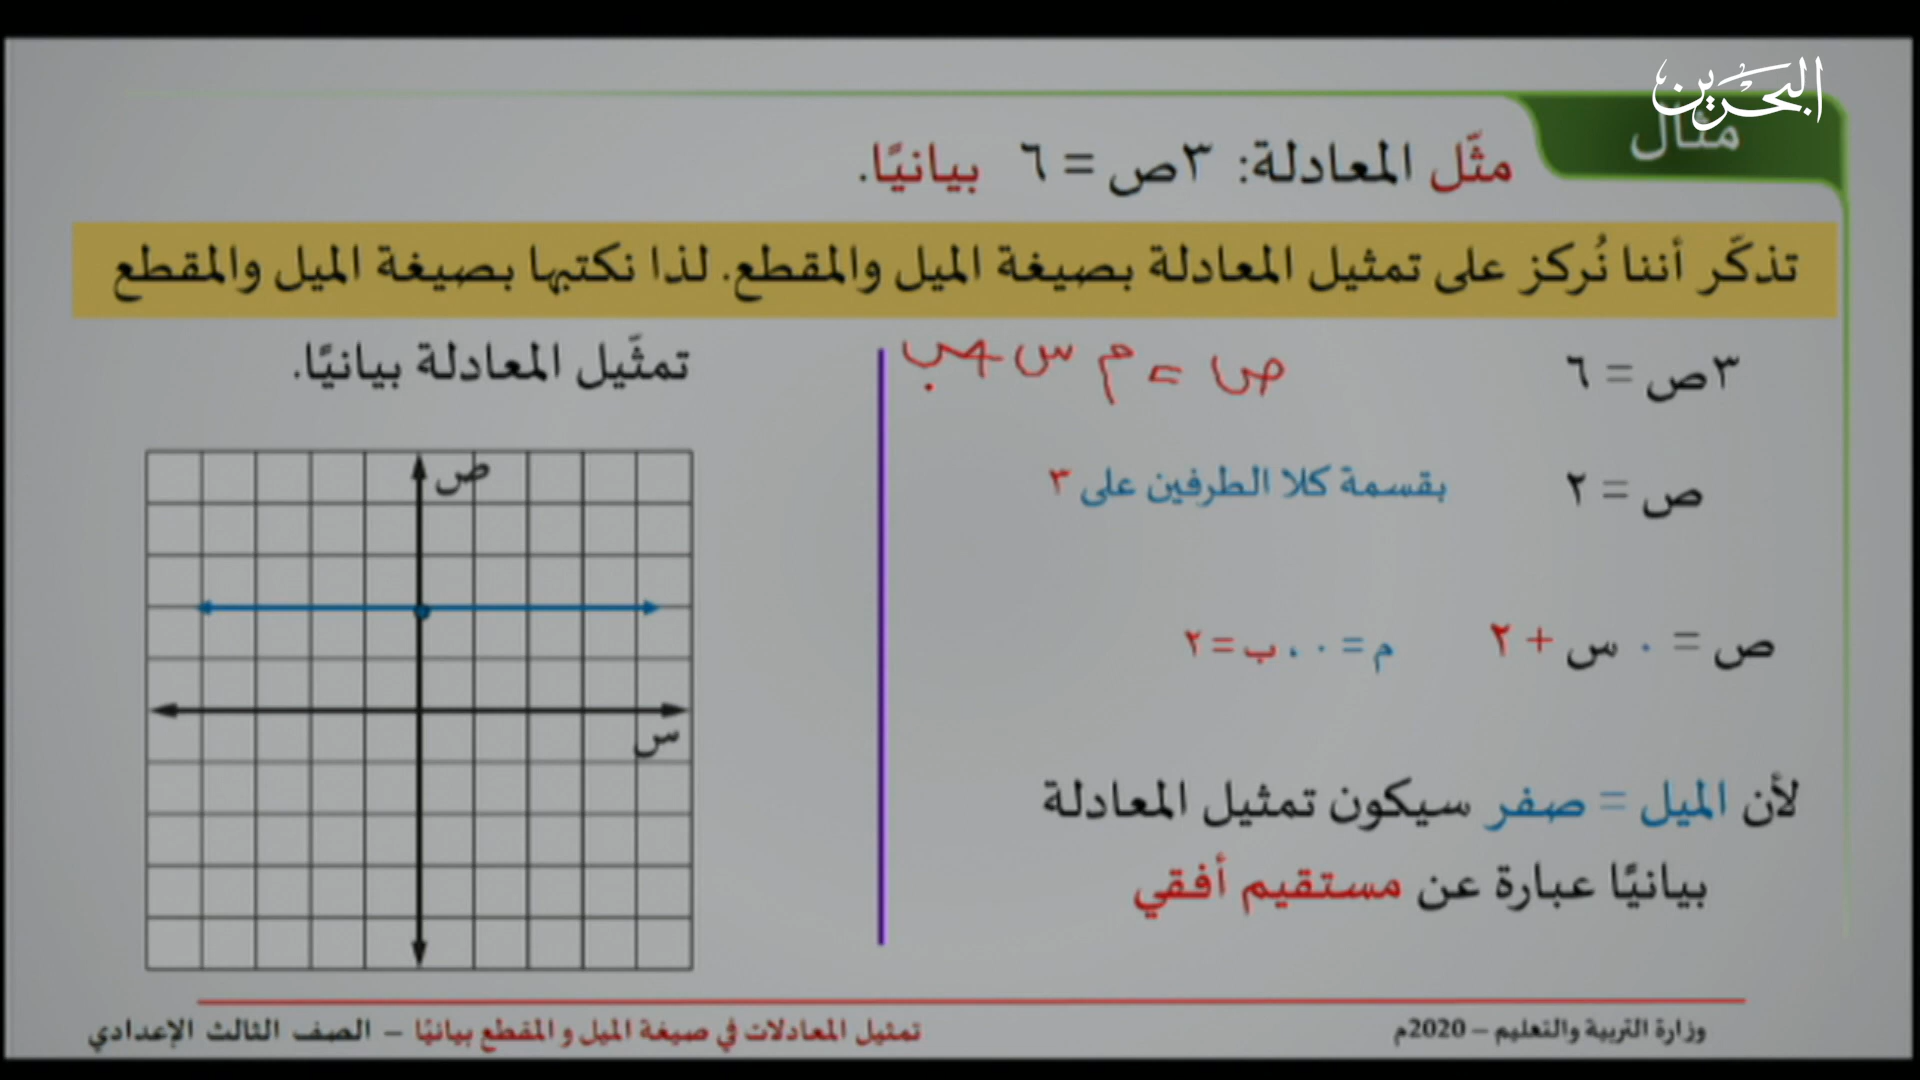 البحرين
مثال
مثّل المعادلة: ٣ص = ٦ بيانيًا.
تذكّر أننا نُركز على تمثيل المعادلة بصيغة الميل والمقطع. لذا نكتبها بصيغة الميل والمقطع
٣ص = ٦
ص = م س + ب
ص = ٢
بقسمة كلا الطرفين على ٣
ص = ٠ س + ٢
م = ٠ ، ب = ٢
لأن الميل = صفر سيكون تمثيل المعادلة
بيانيًا عبارة عن مستقيم أفقي
تمثّيل المعادلة بيانيًا.
ص
س
وزارة التربية والتعليم – 2020م
تمثيل المعادلات في صيغة الميل و المقطع بيانيًا – الصف الثالث الإعدادي